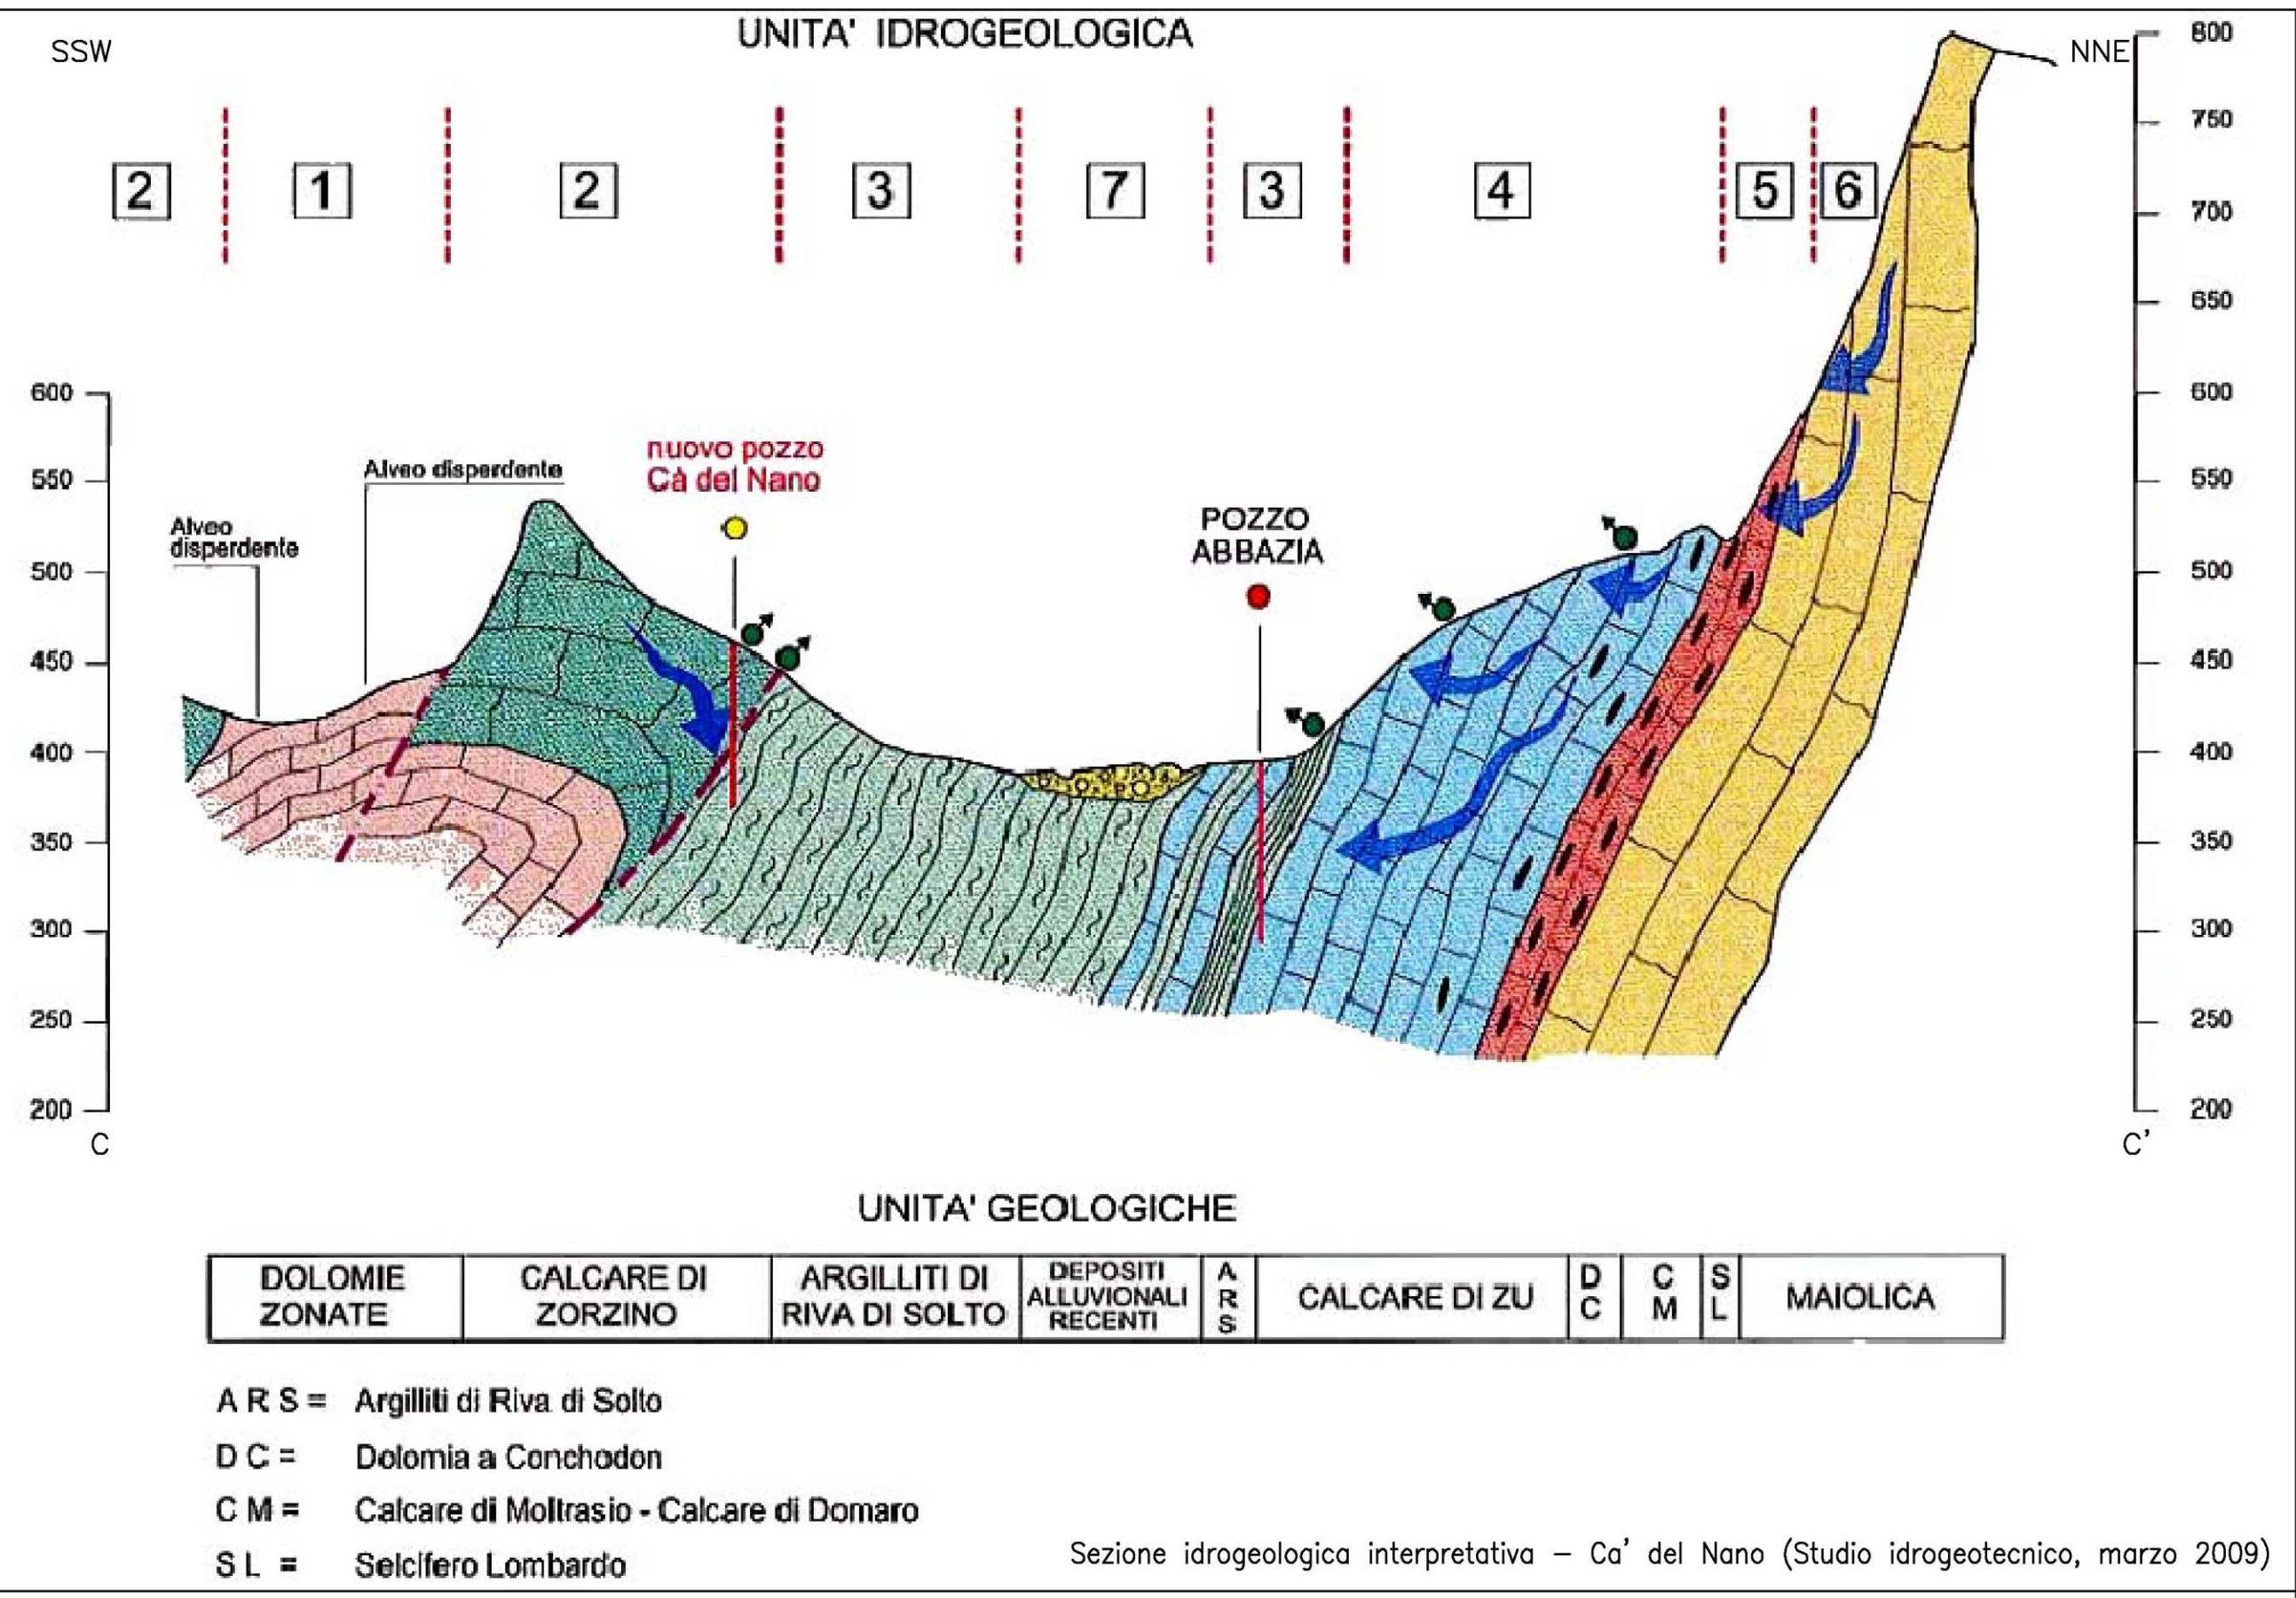 UNITA' IDROGEOLOGICA
SSW
NNE
2
1
2
3
7
3
4
5
6
800
750
700
650
600
550
500
450
400
350
300
250
200
600
550
500
450
400
350
300
250
200
Alveo
disperdente
Alveo disperdente
nuovo pozzo
Cà del Nano
POZZO
ABBAZIA
C
C'
UNITA' GEOLOGICHE
DOLOMIE
ZONATE
CALCARE DI
ZORZINO
ARGILLITI DI
RIVA DI SOLTO
DEPOSITI
ALLUVIONALI
RECENTI
A
R
S
CALCARE DI ZU
D
C
C
M
S
L
MAIOLICA
A R S = Argilliti di Riva di Solto
D C = Dolomia a Conchodon
C M = Calcare di Moltrasio - Calcare di Domaro
S L = Selcifero Lombardo
Sezione idrogeologica interpretativa – Ca' del Nano (Studio idrogeotecnico, marzo 2009)